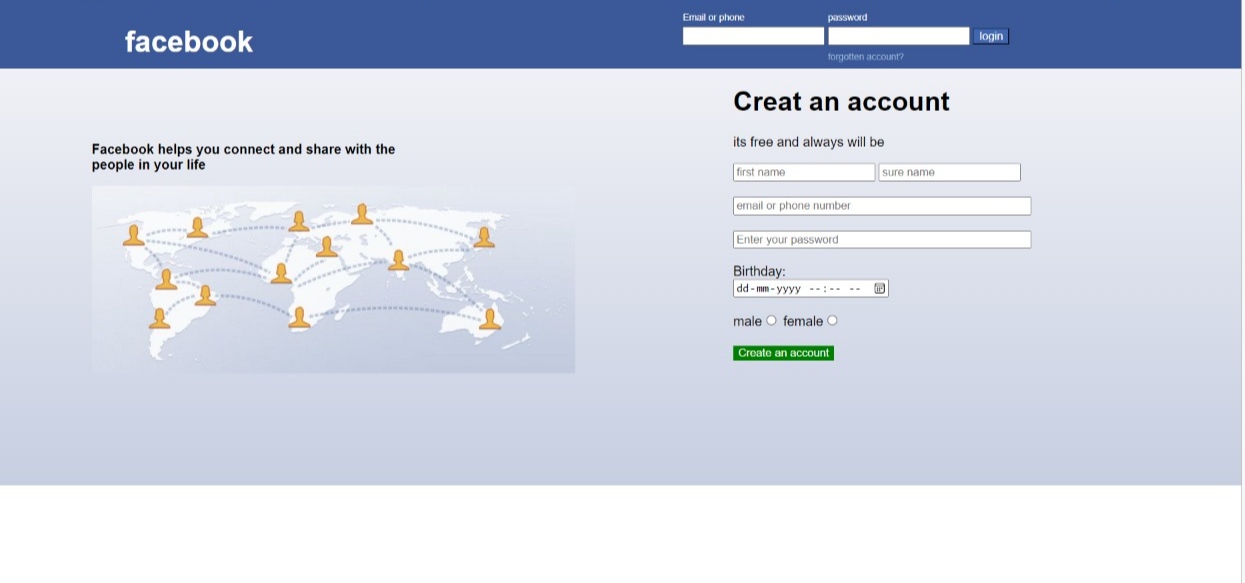 Email or phone password
facebook
login
forgotten account?
Creat an account
its free and always will be
Facebook helps you connect and share with the
people in your life
first name sure name
email or phone number
Enter your password
Birthday:
dd-mm-yyyy --:-- --
male female
Create an account